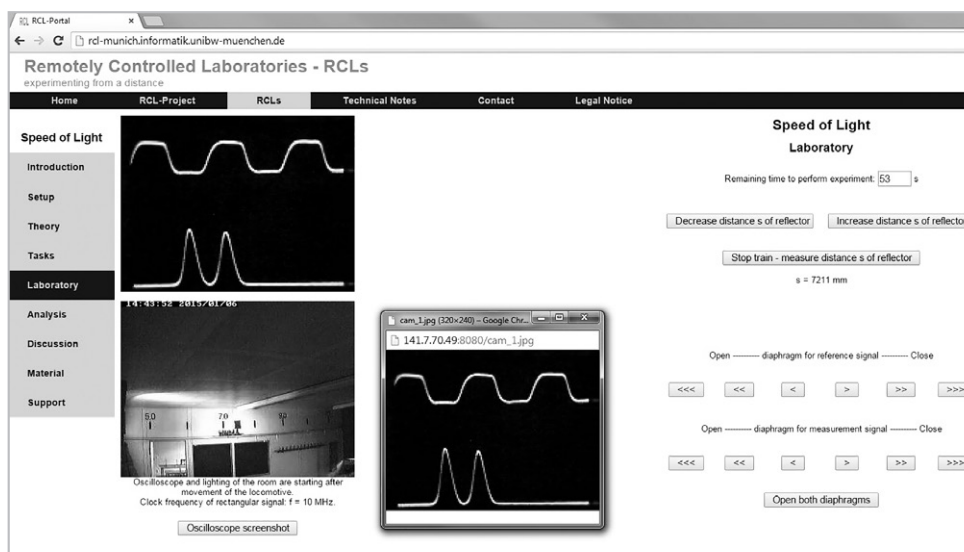 RCL RCL-Portal
rcl-munich.informatik.unibw-muenchen.de
Remotely Controlled Laboratories - RCLs
experimenting from a distance
Home RCL-Project RCLs Technical Notes Contact Legal Notice
Speed of Light
Introduction
Setup
Theory
Tasks
Laboratory
Analysis
Discussion
Material
Support
14:43:52 2015/01/06
Oscilloscope and lighting of the room are starting after
movement of the locomotive.
Clock frequency of rectangular signal: f = 10 MHz.
Oscilloscope screenshot
cam_1.jpg (320×240) – Google Chr...
141.7.70.49:8080/cam_1.jpg
Speed of Light
Laboratory
Remaining time to perform experiment: 53 s
Decrease distance s of reflector Increase distance s of reflecto
Stop train - measure distance s of reflector
s = 7211 mm
Open ---------- diaphragm for reference signal ---------- Close
<<< << < > >> >>>
Open ---------- diaphragm for measurement signal ---------- Close
<<< << < > >> >>>
Open both diaphragms